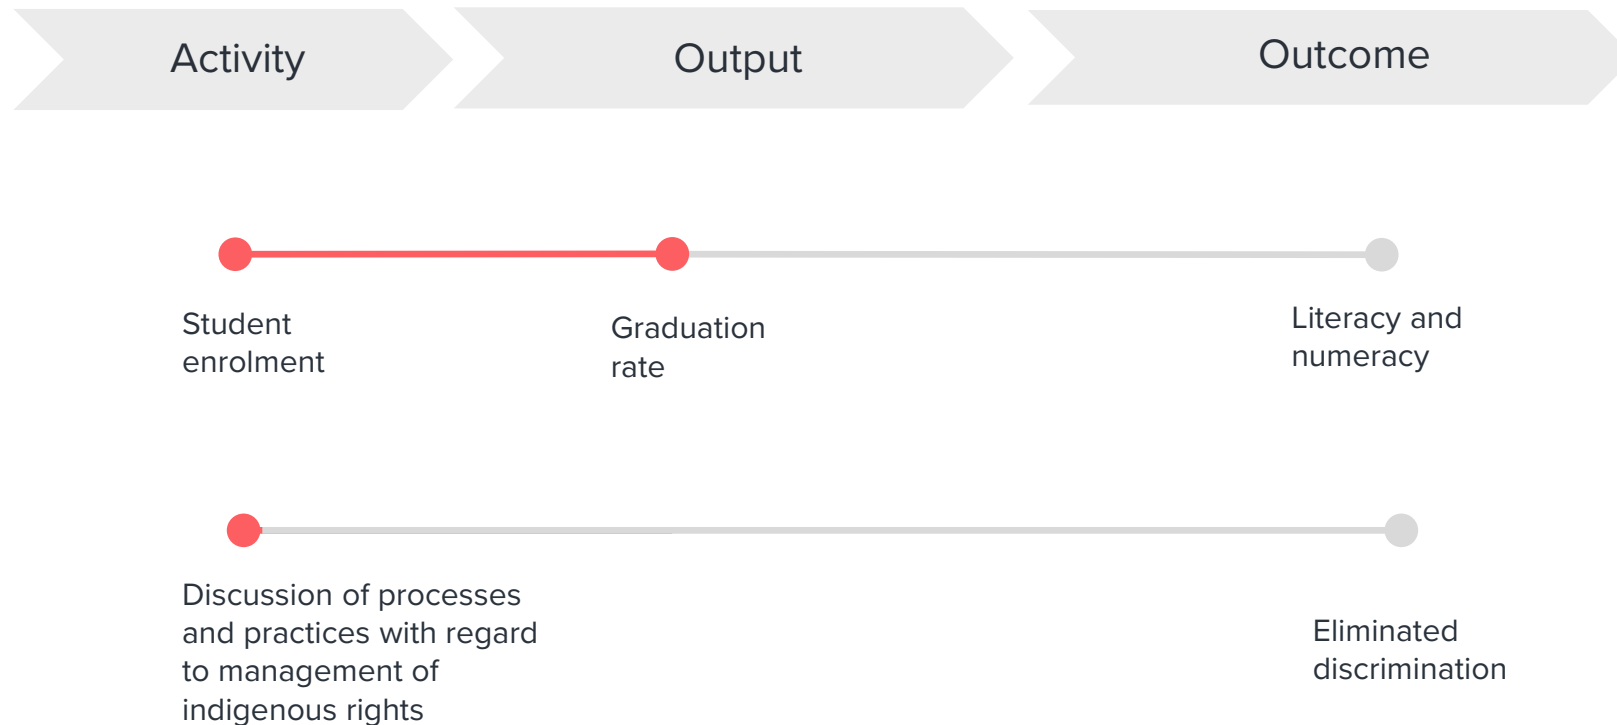 Activity
Output
Outcome
Student
enrolment
Graduation
rate
Literacy and
numeracy
Discussion of processes
and practices with regard
to management of
indigenous rights
Eliminated
discrimination